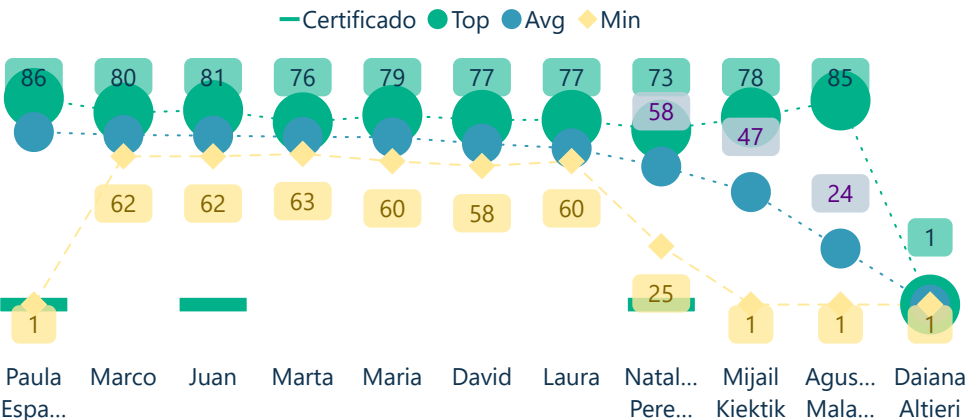 Certificado Top Avg Min
86 80 81 76 79 77 77 73 78 85
58
47
62 62 63 60 58 60
24
1
25
1 1 1 1
Paula Marco Juan Marta Maria David Laura Natal... Mijail Agus... Daiana
Espa... Pere... Kiektik Mala... Altieri